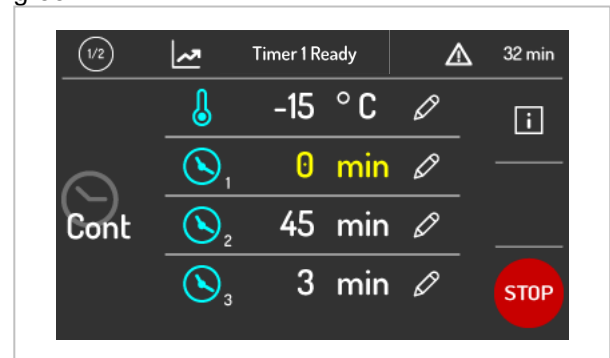 1/2 Timer 1 Ready 32 min
-15 °C
i
1 0 min
Cont
2 45 min
3 3 min
STOP